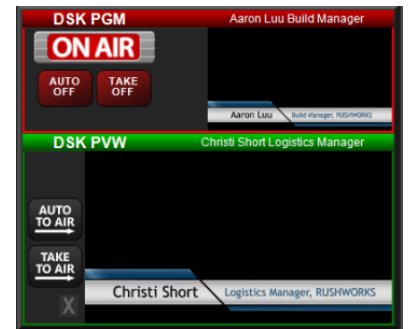 DSK PGM
Aaron Luu Build Manager
ON AIR
AUTO OFF
TAKE OFF
Aaron Luu
Build Manager, RUSHWORKS
DSK PVW
Christi Short Logistics Manager
AUTO TO AIR
TAKE TO AIR
X
Christi Short
Logistics Manager, RUSHWORKS